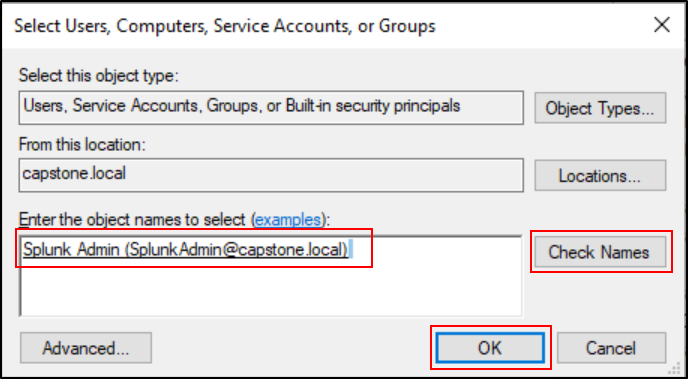 Select Users, Computers, Service Accounts, or Groups
Select this object type:
Users, Service Accounts, Groups, or Built-in security principals
Object Types...
From this location:
capstone.local
Locations...
Enter the object names to select (examples):
Splunk Admin (SplunkAdmin@capstone.local)
Check Names
Advanced...
OK
Cancel